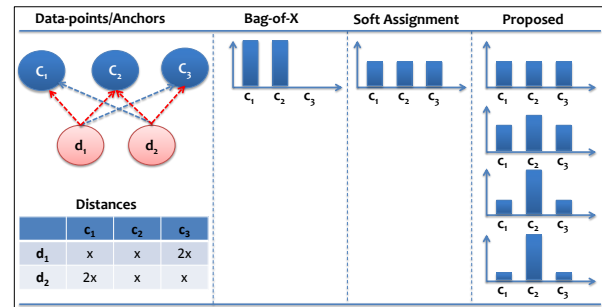 Data-points/Anchors
Bag-of-X
Soft Assignment
Proposed
C1 C2 C3
d1 d2
Distances
c1 c2 c3
d1 x x 2x
d2 2x x x
C1 C2 C3
C1 C2 C3
C1 C2 C3
C1 C2 C3
C1 C2 C3
C1 C2 C3